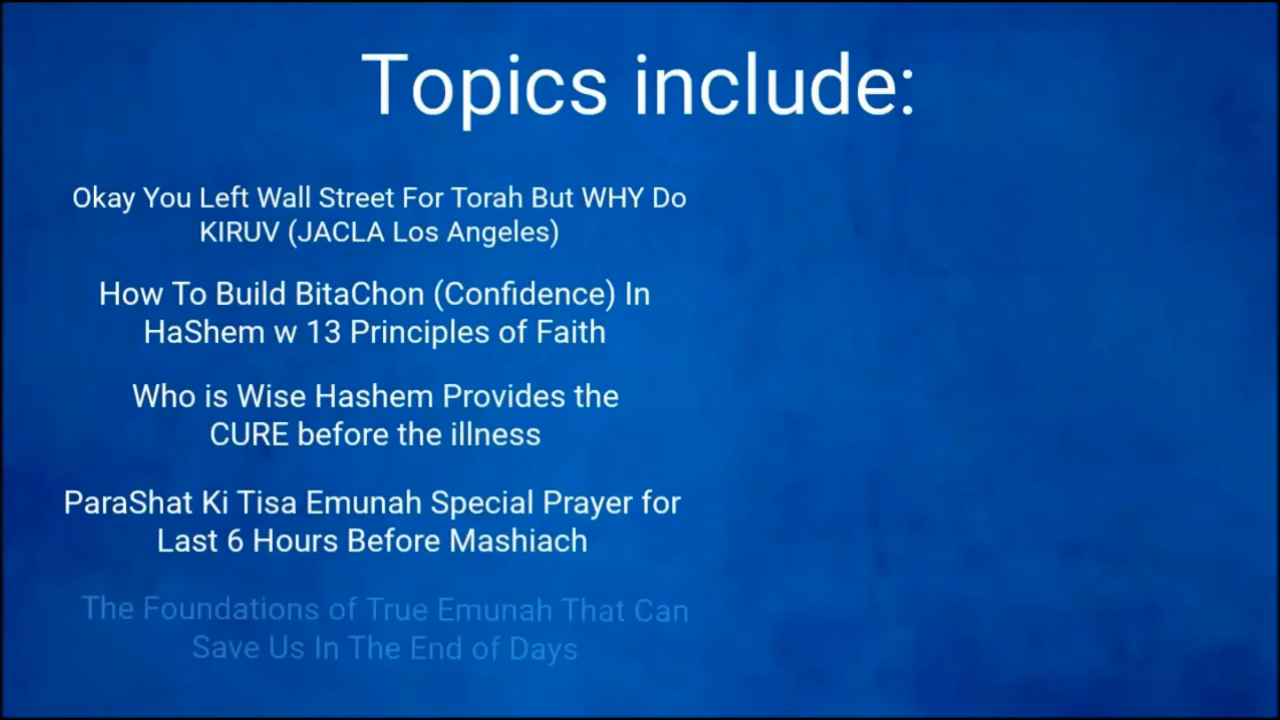 Topics include:
Okay You Left Wall Street For Torah But WHY Do
KIRUV (JACLA Los Angeles)
How To Build BitaChon (Confidence) In
HaShem w 13 Principles of Faith
Who is Wise Hashem Provides the
CURE before the illness
ParaShat Ki Tisa Emunah Special Prayer for
Last 6 Hours Before Mashiach
The Foundations of True Emunah That Can
Save Us In The End of Days